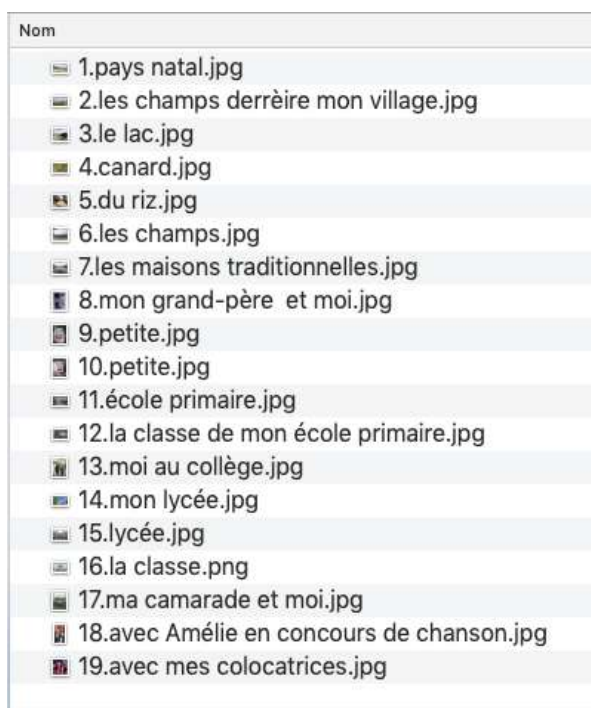 Nom
1.pays natal.jpg
2.les champs derrèire mon village.jpg
3.le lac.jpg
4.canard.jpg
5.du riz.jpg
6.les champs.jpg
7.les maisons traditionnelles.jpg
8.mon grand-père  et moi.jpg
9.petite.jpg
10.petite.jpg
11.école primaire.jpg
12.la classe de mon école primaire.jpg
13.moi au collège.jpg
14.mon lycée.jpg
15.lycée.jpg
16.la classe.png
17.ma camarade et moi.jpg
18.avec Amélie en concours de chanson.jpg
19.avec mes colocatrices.jpg